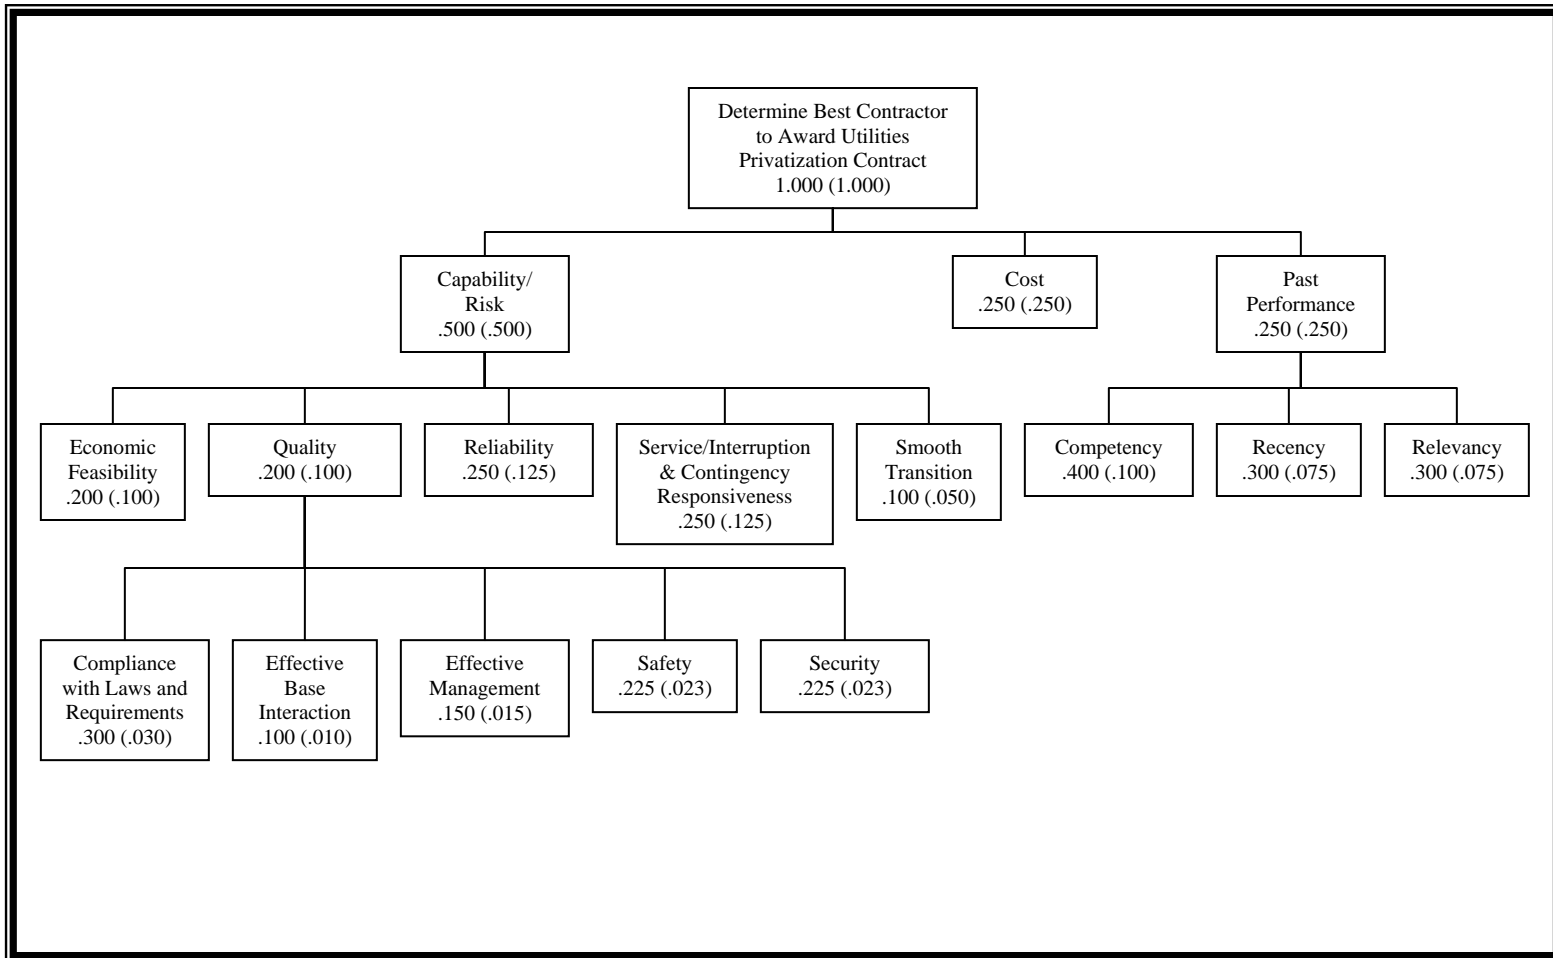 Determine Best Contractor
to Award Utilities
Privatization Contract
1.000 (1.000)
Capability/
Risk
.500 (.500)
Cost
.250 (.250)
Past
Performance
.250 (.250)
Economic
Feasibility
.200 (.100)
Quality
.200 (.100)
Reliability
.250 (.125)
Service/Interruption
& Contingency
Responsiveness
.250 (.125)
Smooth
Transition
.100 (.050)
Competency
.400 (.100)
Recency
.300 (.075)
Relevancy
.300 (.075)
Compliance
with Laws and
Requirements
.300 (.030)
Effective
Base
Interaction
.100 (.010)
Effective
Management
.150 (.015)
Safety
.225 (.023)
Security
.225 (.023)